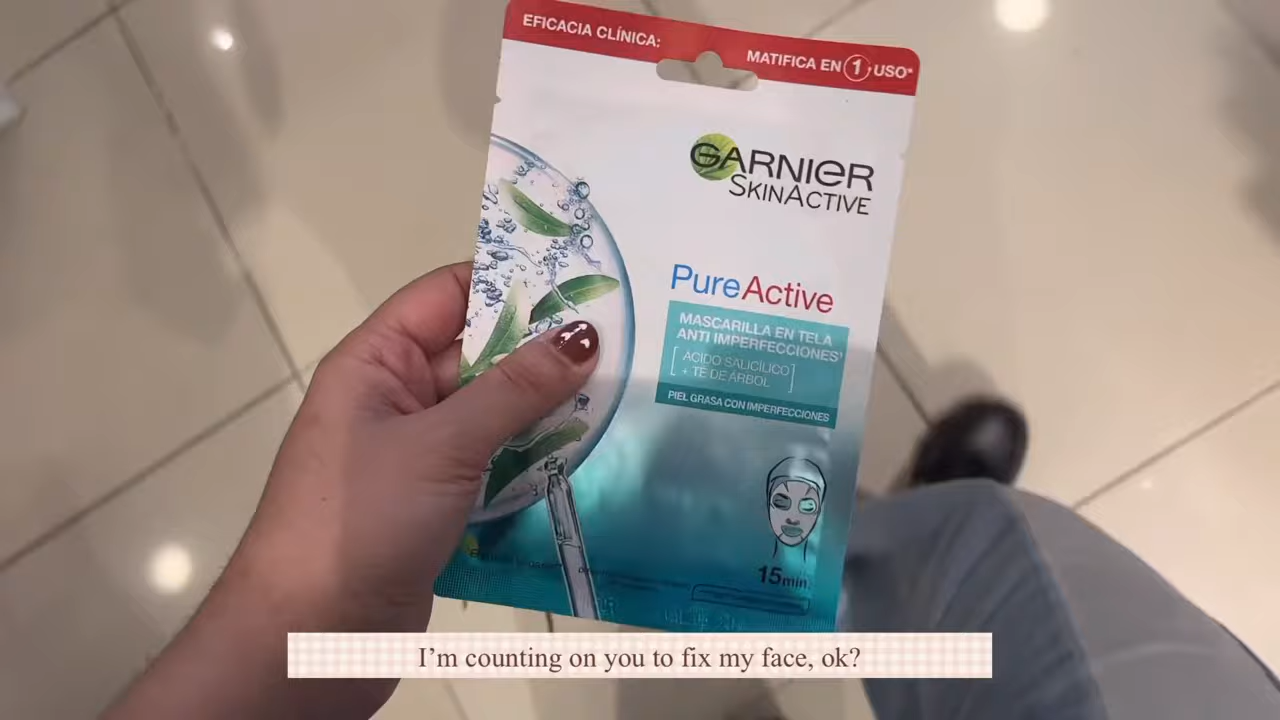 EFICACIA CLÍNICA:
MATIFICA EN 1 USO*
GARNIER
SKINACTIVE
PureActive
MASCARILLA EN TELA
ANTI IMPERFECCIONES¹
[ ÁCIDO SALICÍLICO
+ TÉ DE ÁRBOL ]
PIEL GRASA CON IMPERFECCIONES
15min.
I'm counting on you to fix my face, ok?